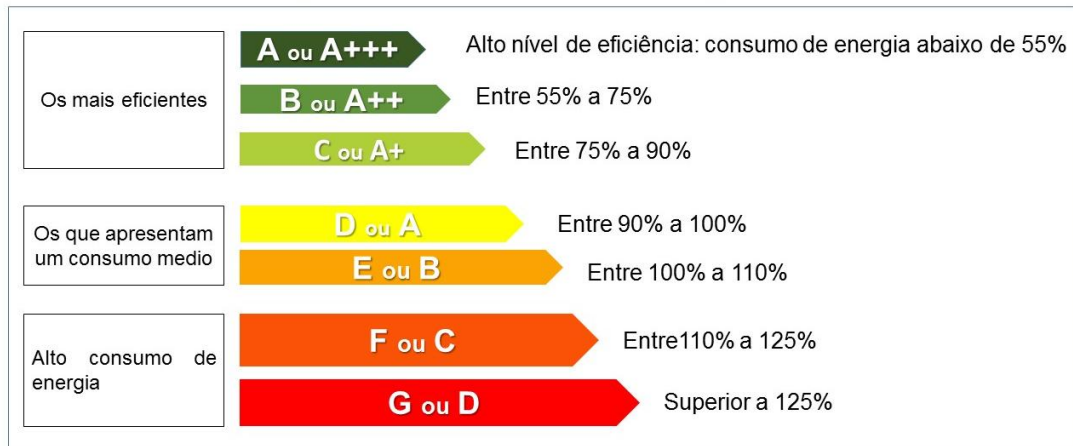 Os mais eficientes
A ou A+++
Alto nível de eficiência: consumo de energia abaixo de 55%
B ou A++
Entre 55% a 75%
C ou A+
Entre 75% a 90%
Os que apresentam
um consumo medio
D ou A
Entre 90% a 100%
E ou B
Entre 100% a 110%
Alto consumo de
energia
F ou C
Entre110% a 125%
G ou D
Superior a 125%